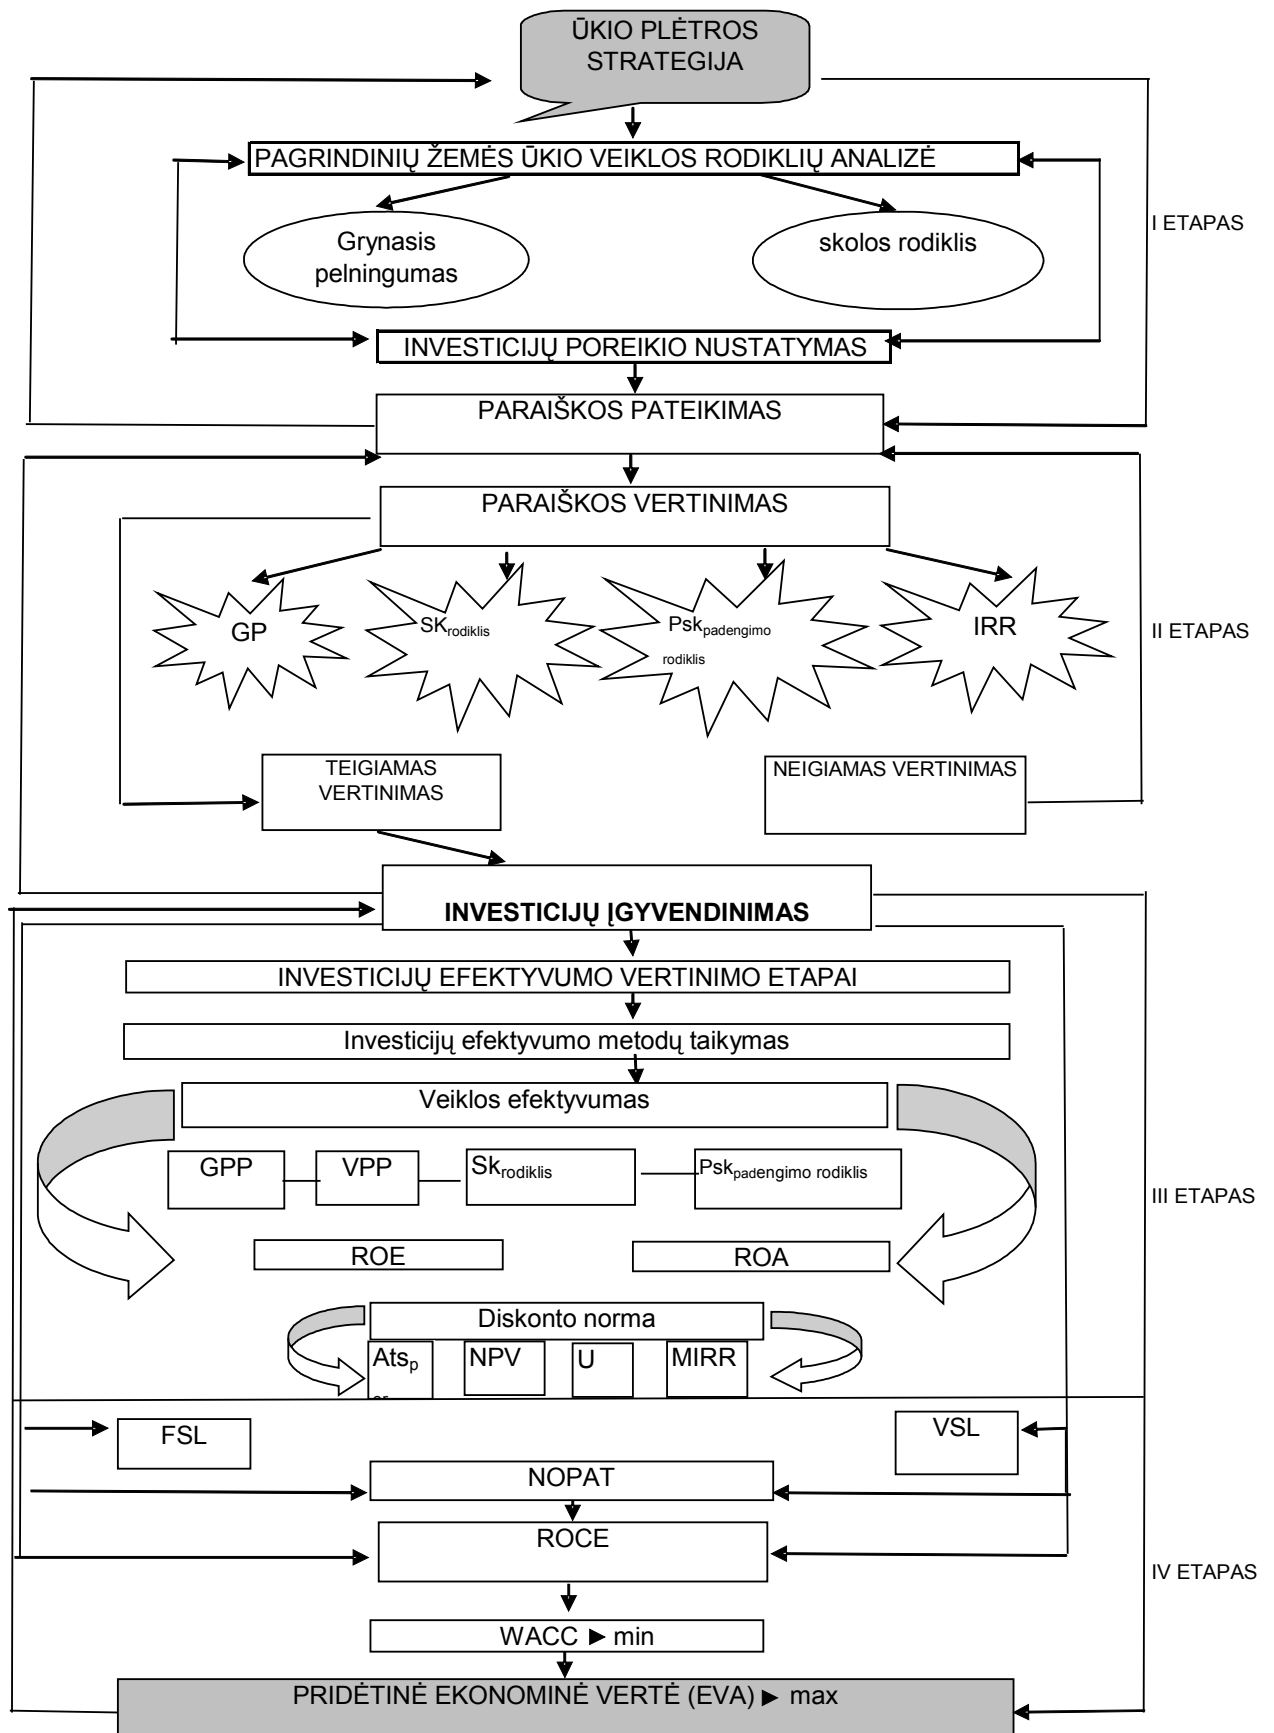 ŪKIO PLĖTROS
STRATEGIJA
PAGRINDINIŲ ŽEMĖS ŪKIO VEIKLOS RODIKLIŲ ANALIZĖ
Grynasis
pelningumas
skolos rodiklis
I ETAPAS
INVESTICIJŲ POREIKIO NUSTATYMAS
PARAIŠKOS PATEIKIMAS
PARAIŠKOS VERTINIMAS
GP
SKrodiklis
Pskpadengimo
rodiklis
IRR
II ETAPAS
TEIGIAMAS
VERTINIMAS
NEIGIAMAS VERTINIMAS
INVESTICIJŲ ĮGYVENDINIMAS
INVESTICIJŲ EFEKTYVUMO VERTINIMO ETAPAI
Investicijų efektyvumo metodų taikymas
Veiklos efektyvumas
GPP
VPP
Skrodiklis
Pskpadengimo rodiklis
III ETAPAS
ROE
ROA
Diskonto norma
Atsp
NPV
U
MIRR
FSL
VSL
NOPAT
ROCE
IV ETAPAS
WACC ► min
PRIDĖTINĖ EKONOMINĖ VERTĖ (EVA) ► max